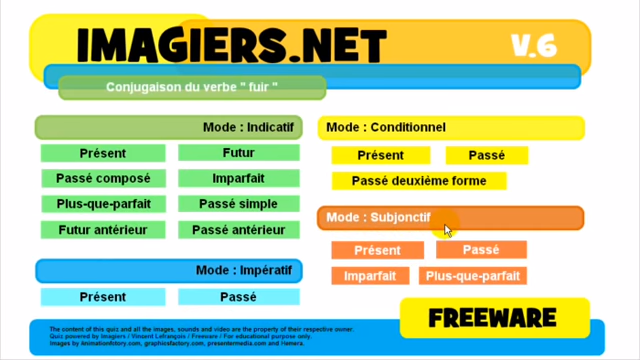 IMAGIERS.NET
V.6
Conjugaison du verbe " fuir "
Mode : Indicatif
Présent
Futur
Passé composé
Imparfait
Plus-que-parfait
Passé simple
Futur antérieur
Passé antérieur
Mode : Impératif
Présent
Passé
Mode : Conditionnel
Présent
Passé
Passé deuxième forme
Mode : Subjonctif
Présent
Passé
Imparfait
Plus-que-parfait
FREEWARE
The content of this quiz and all the images, sounds and video are the property of their respective owner.
Quiz powered by Imagiers / Vincent Lefrançois / Freeware / For educational purpose only.
Images by Animationfctory.com, graphicsfactory.com, presentermedia.com and Hemera.